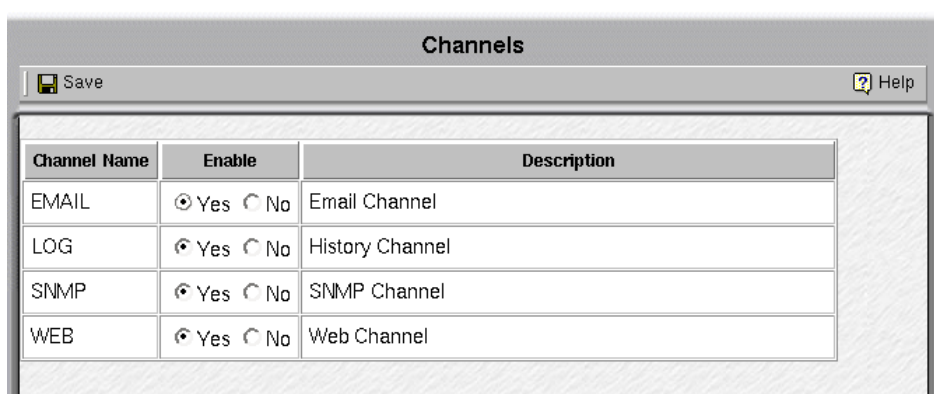 Channels
Save Help
Channel Name Enable Description
EMAIL Yes No Email Channel
LOG Yes No History Channel
SNMP Yes No SNMP Channel
WEB Yes No Web Channel